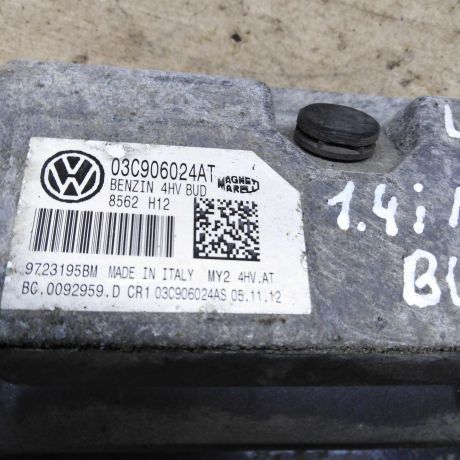 03C906024AT
BENZIN 4HV BUD
8562 H12
MAGNETI MARELLI
9723195BM MADE IN ITALY MY2 4HV.AT
BC.0092959.D CR1 03C906024AS 05.11.12
1.4i